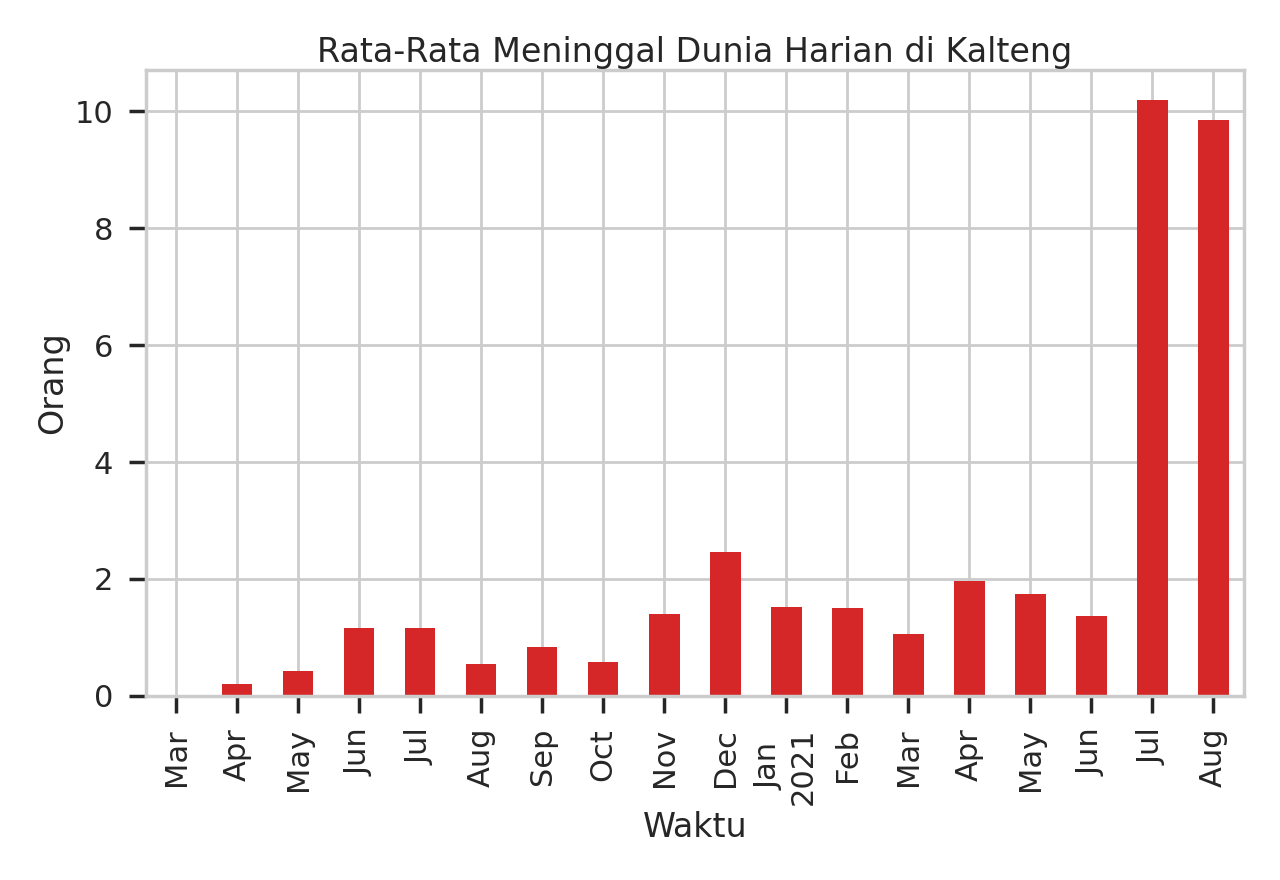 Rata-Rata Meninggal Dunia Harian di Kalteng
Orang
10
8
6
4
2
0
Mar
Apr
May
Jun
Jul
Aug
Sep
Oct
Nov
Dec
Jan
2021
Feb
Mar
Apr
May
Jun
Jul
Aug
Waktu